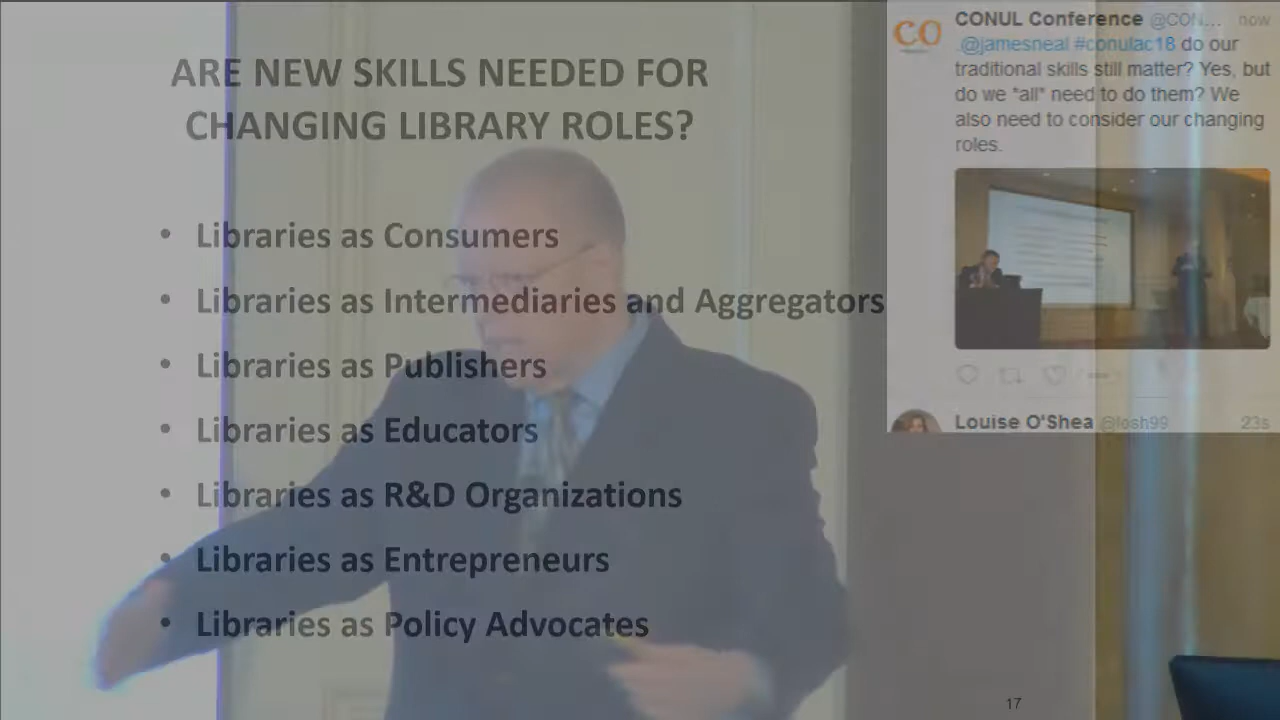 ARE NEW SKILLS NEEDED FOR
CHANGING LIBRARY ROLES?
• Libraries as Consumers
• Libraries as Intermediaries and Aggregators
• Libraries as Publishers
• Libraries as Educators
• Libraries as R&D Organizations
• Libraries as Entrepreneurs
• Libraries as Policy Advocates
17
CO
CONUL Conference @CON... now
.@jamesneal #conulac18 do our
traditional skills still matter? Yes, but
do we "all" need to do them? We
also need to consider our changing
roles.
Louise O'Shea @losh99 23s